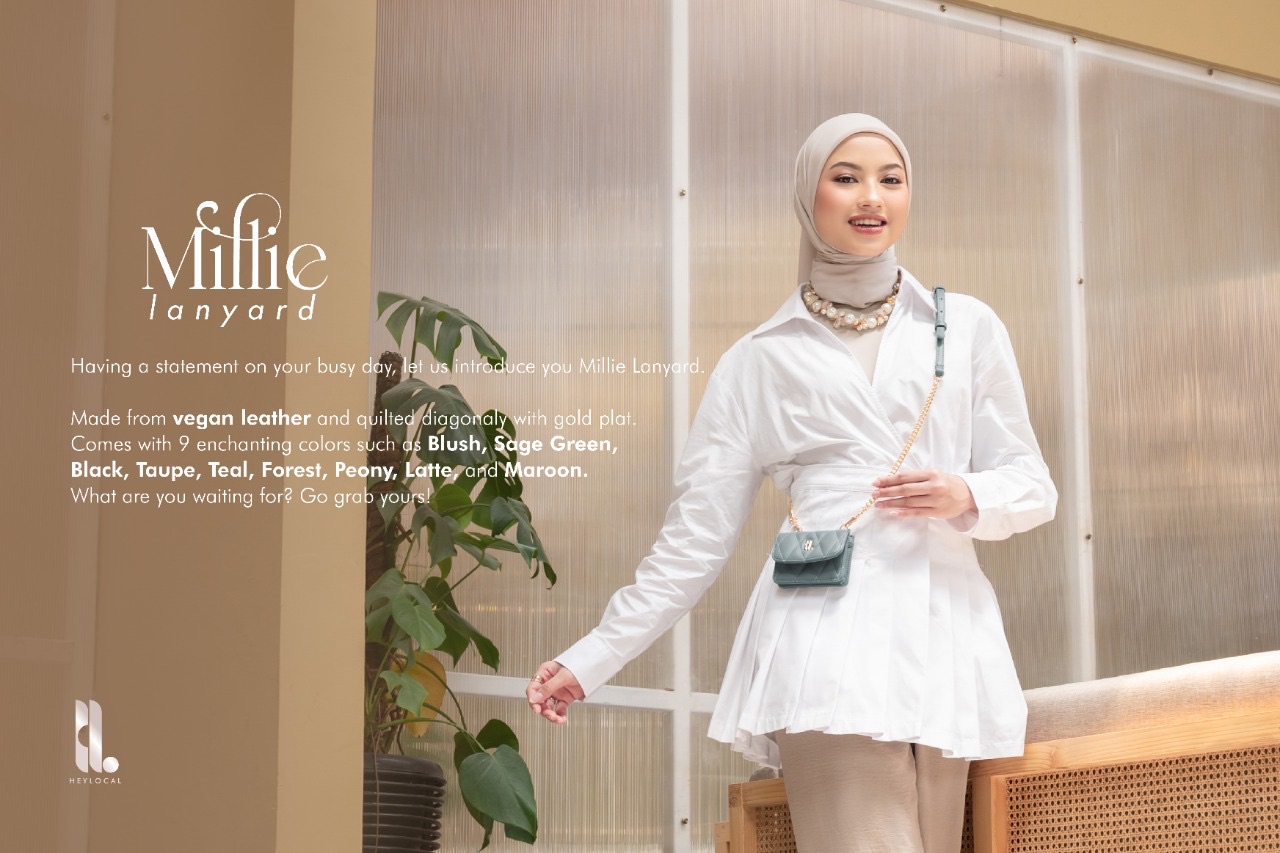 Millie
lanyard
Having a statement on your busy day, let us introduce you Millie Lanyard.
Made from vegan leather and quilted diagonaly with gold plat.
Comes with 9 enchanting colors such as Blush, Sage Green,
Black, Taupe, Teal, Forest, Peony, Latte, and Maroon.
What are you waiting for? Go grab yours!
HEYLOCAL